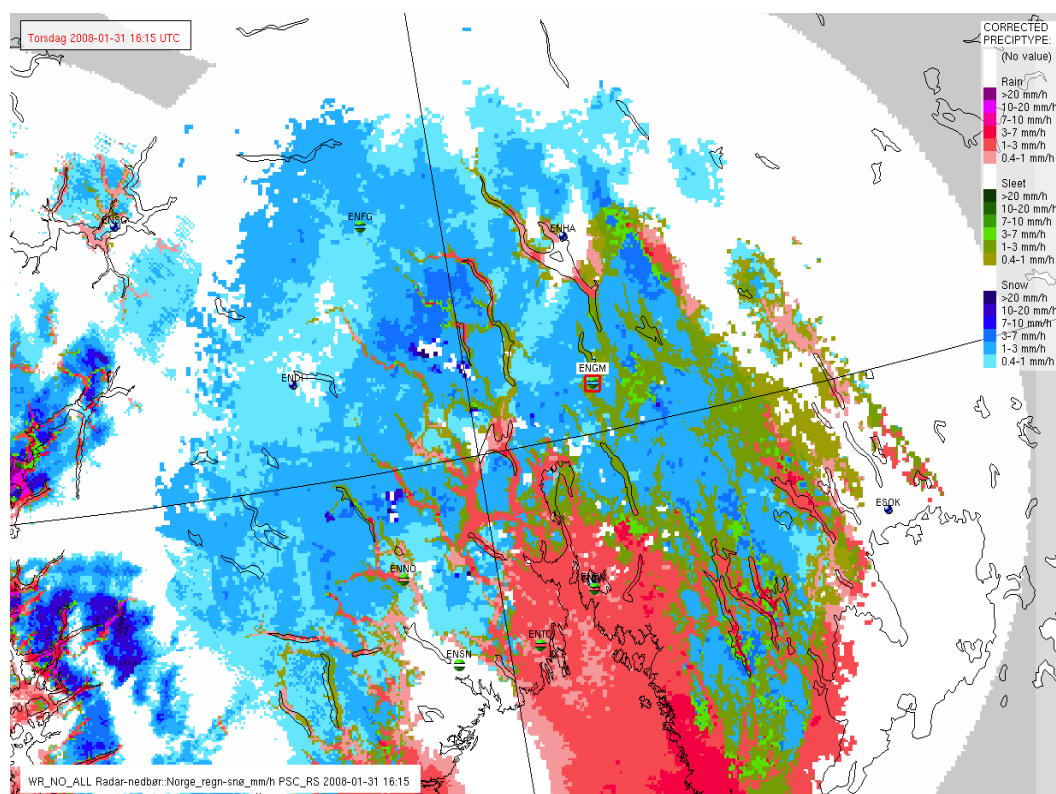 Torsdag 2008-01-31 16:15 UTC
CORRECTED
PRECIPTYPE:
(No value)
Rain
>20 mm/h
10-20 mm/h
7-10 mm/h
3-7 mm/h
1-3 mm/h
0.4-1 mm/h
Sleet
>20 mm/h
10-20 mm/h
7-10 mm/h
3-7 mm/h
1-3 mm/h
0.4-1 mm/h
Snow
>20 mm/h
10-20 mm/h
7-10 mm/h
3-7 mm/h
1-3 mm/h
0.4-1 mm/h
ENFG
ENHA
ENGM
ESOK
ENNO
ENSN
WR_NO_ALL Radar-nedbør::Norge_regn-snø_mm/h PSC_RS 2008-01-31 16:15